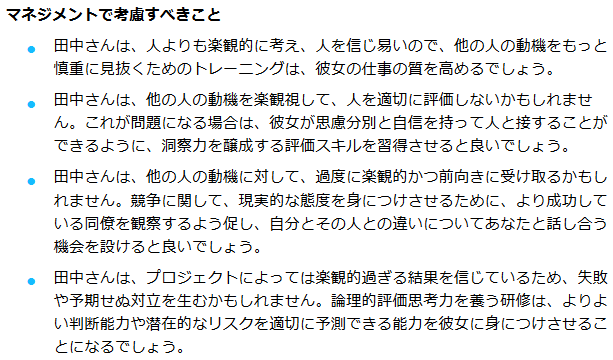 マネジメントで考慮すべきこと
田中さんは、人よりも楽観的に考え、人を信じ易いので、他の人の動機をもっと
慎重に見抜くためのトレーニングは、彼女の仕事の質を高めるでしょう。
田中さんは、他の人の動機を楽観視して、人を適切に評価しないかもしれませ
ん。これが問題になる場合は、彼女が思慮分別と自信を持って人と接することが
できるように、洞察力を醸成する評価スキルを習得させると良いでしょう。
田中さんは、他の人の動機に対して、過度に楽観的かつ前向きに受け取るかもし
れません。競争に関して、現実的な態度を身につけさせるために、より成功して
いる同僚を観察するよう促し、自分とその人との違いについてあなたと話し合う
機会を設けると良いでしょう。
田中さんは、プロジェクトによっては楽観的過ぎる結果を信じているため、失敗
や予期せぬ対立を生むかもしれません。論理的評価思考力を養う研修は、よりよ
い判断能力や潜在的なリスクを適切に予測できる能力を彼女に身につけさせるこ
とになるでしょう。